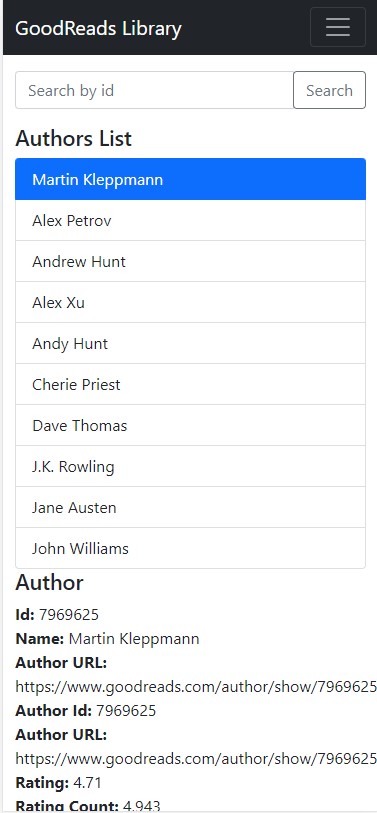 GoodReads Library
Search by id
Search
Authors List
Martin Kleppmann
Alex Petrov
Andrew Hunt
Alex Xu
Andy Hunt
Cherie Priest
Dave Thomas
J.K. Rowling
Jane Austen
John Williams
Author
Id: 7969625
Name: Martin Kleppmann
Author URL:
https://www.goodreads.com/author/show/7969625
Author Id: 7969625
Author URL:
https://www.goodreads.com/author/show/7969625
Rating: 4.71
Rating Count: 4,943